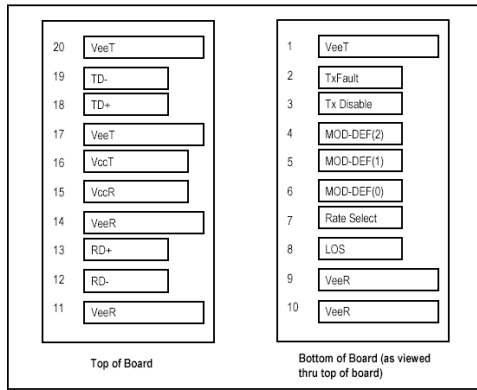 20 VeeT
19 TD-
18 TD+
17 VeeT
16 VccT
15 VccR
14 VeeR
13 RD+
12 RD-
11 VeeR
Top of Board
1 VeeT
2 TxFault
3 Tx Disable
4 MOD-DEF(2)
5 MOD-DEF(1)
6 MOD-DEF(0)
7 Rate Select
8 LOS
9 VeeR
10 VeeR
Bottom of Board (as viewed
thru top of board)